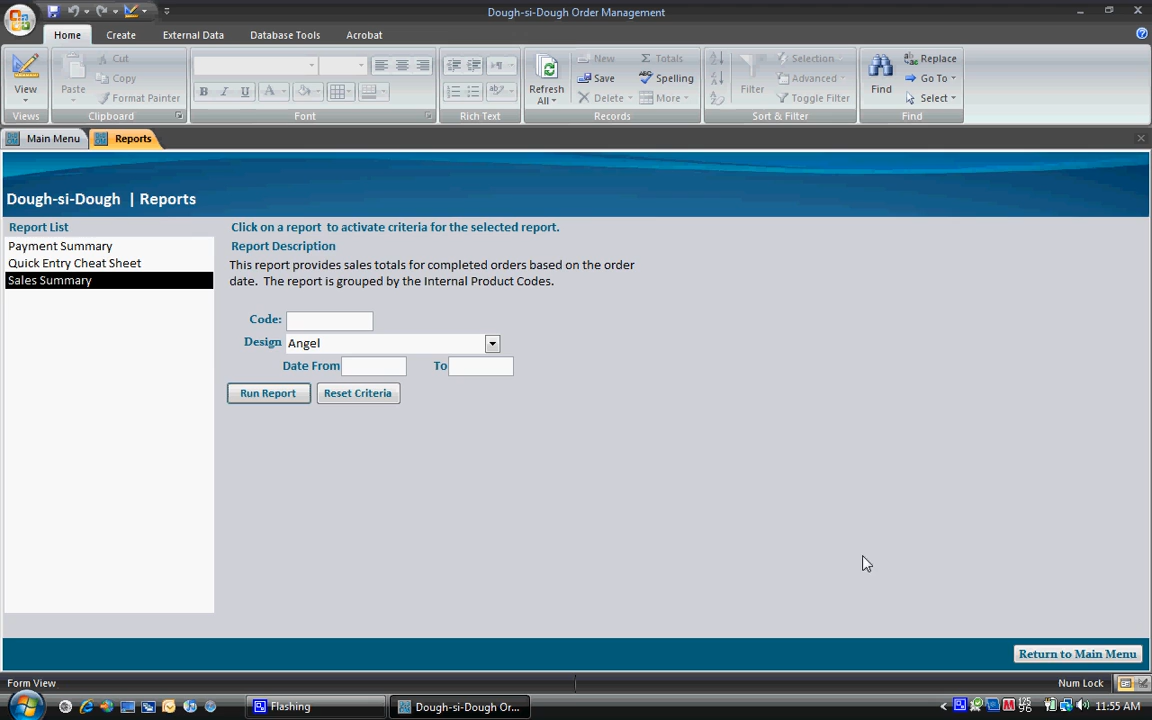 Dough-si-Dough Order Management
Home Create External Data Database Tools Acrobat
View
Views
Paste
Cut
Copy
Format Painter
Clipboard
B I U A
Font
Rich Text
Refresh All
New
Save
Delete
Totals
Spelling
More
Records
Filter
Selection
Advanced
Toggle Filter
Sort & Filter
Find
Replace
Go To
Select
Find
Main Menu Reports
Dough-si-Dough | Reports
Report List
Payment Summary
Quick Entry Cheat Sheet
Sales Summary
Click on a report to activate criteria for the selected report.
Report Description
This report provides sales totals for completed orders based on the order
date. The report is grouped by the Internal Product Codes.
Code:
Design Angel
Date From To
Run Report Reset Criteria
Return to Main Menu
Form View Num Lock
Flashing Dough-si-Dough Or... 11:55 AM